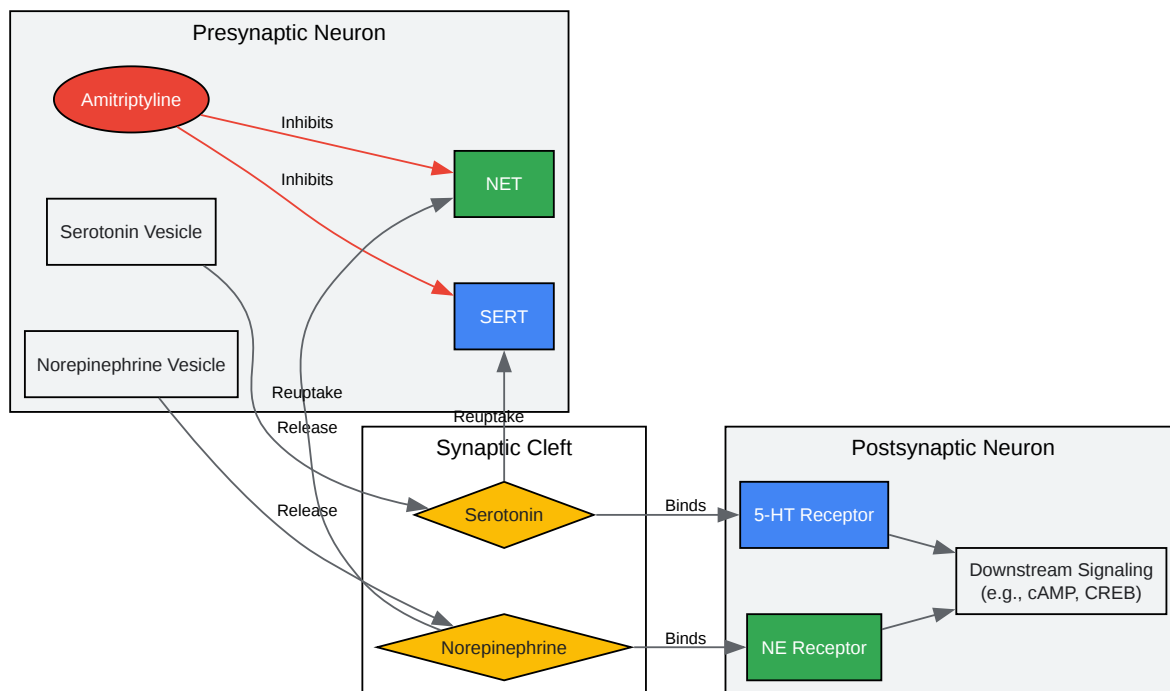 Presynaptic Neuron
Amitriptyline
Inhibits
NET
Inhibits
Serotonin Vesicle
SERT
Norepinephrine Vesicle
Reuptake
Release
Reuptake
Synaptic Cleft
Postsynaptic Neuron
Release
Serotonin
Binds
5-HT Receptor
Downstream Signaling
(e.g., cAMP, CREB)
Norepinephrine
Binds
NE Receptor